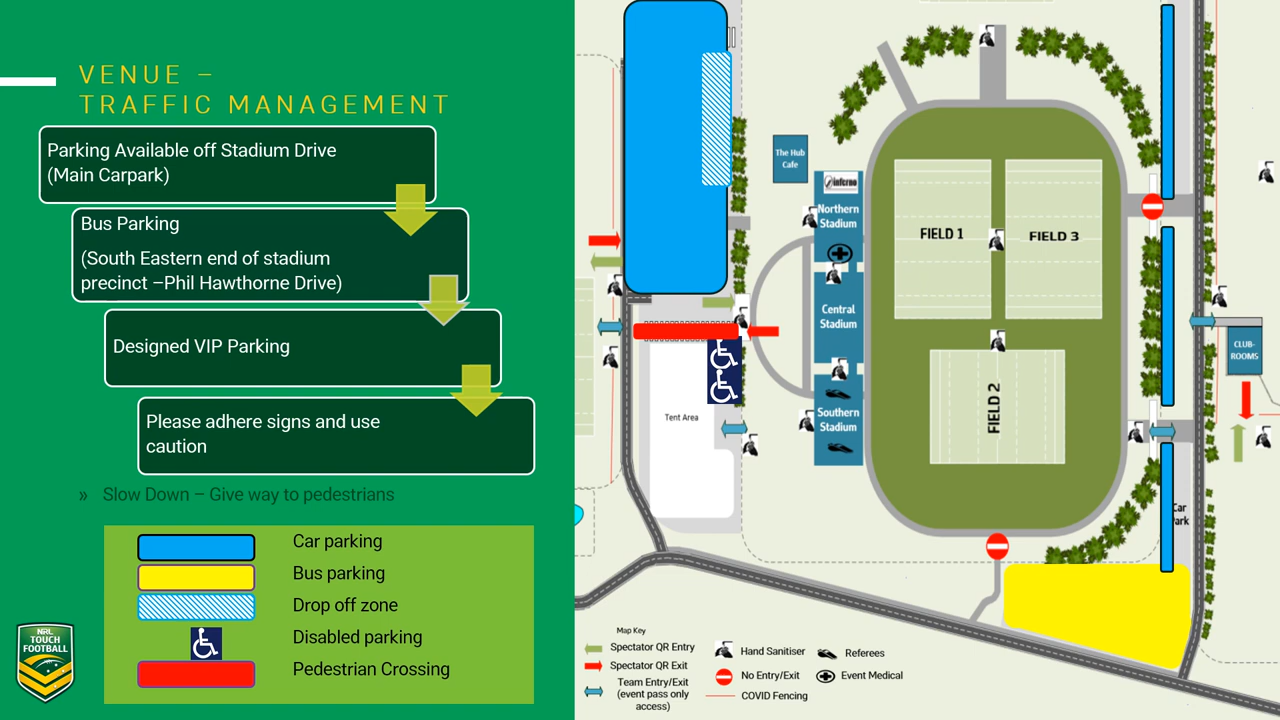 VENUE –
TRAFFIC MANAGEMENT
Parking Available off Stadium Drive
(Main Carpark)
Bus Parking
(South Eastern end of stadium
precinct –Phil Hawthorne Drive)
Designed VIP Parking
Please adhere signs and use
caution
» Slow Down – Give way to pedestrians
Car parking
Bus parking
Drop off zone
Disabled parking
Pedestrian Crossing
NRL
TOUCH
FOOTBALL
The Hub
Cafe
inferno
Northern
Stadium
Central
Stadium
Southern
Stadium
FIELD 1
FIELD 3
FIELD 2
Tent Area
CLUB-
ROOMS
Car
Park
Map Key
Spectator QR Entry
Spectator QR Exit
Team Entry/Exit
(event pass only
access)
Hand Sanitiser
No Entry/Exit
COVID Fencing
Referees
Event Medical